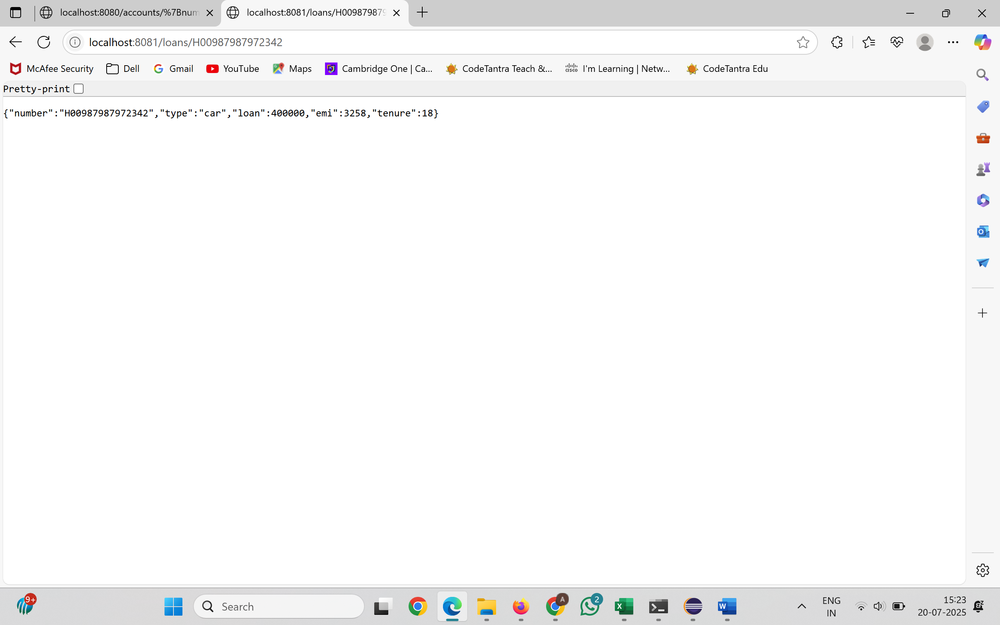 localhost:8080/accounts/%7Bnum
localhost:8081/loans/H009879879
localhost:8081/loans/H00987987972342
McAfee Security Dell Gmail YouTube Maps Cambridge One | Ca... CodeTantra Teach &... I'm Learning | Netw... CodeTantra Edu
Pretty-print
{"number":"H00987987972342","type":"car","loan":400000,"emi":3258,"tenure":18}
9+
Search
A
2
ENG
IN
15:23
20-07-2025